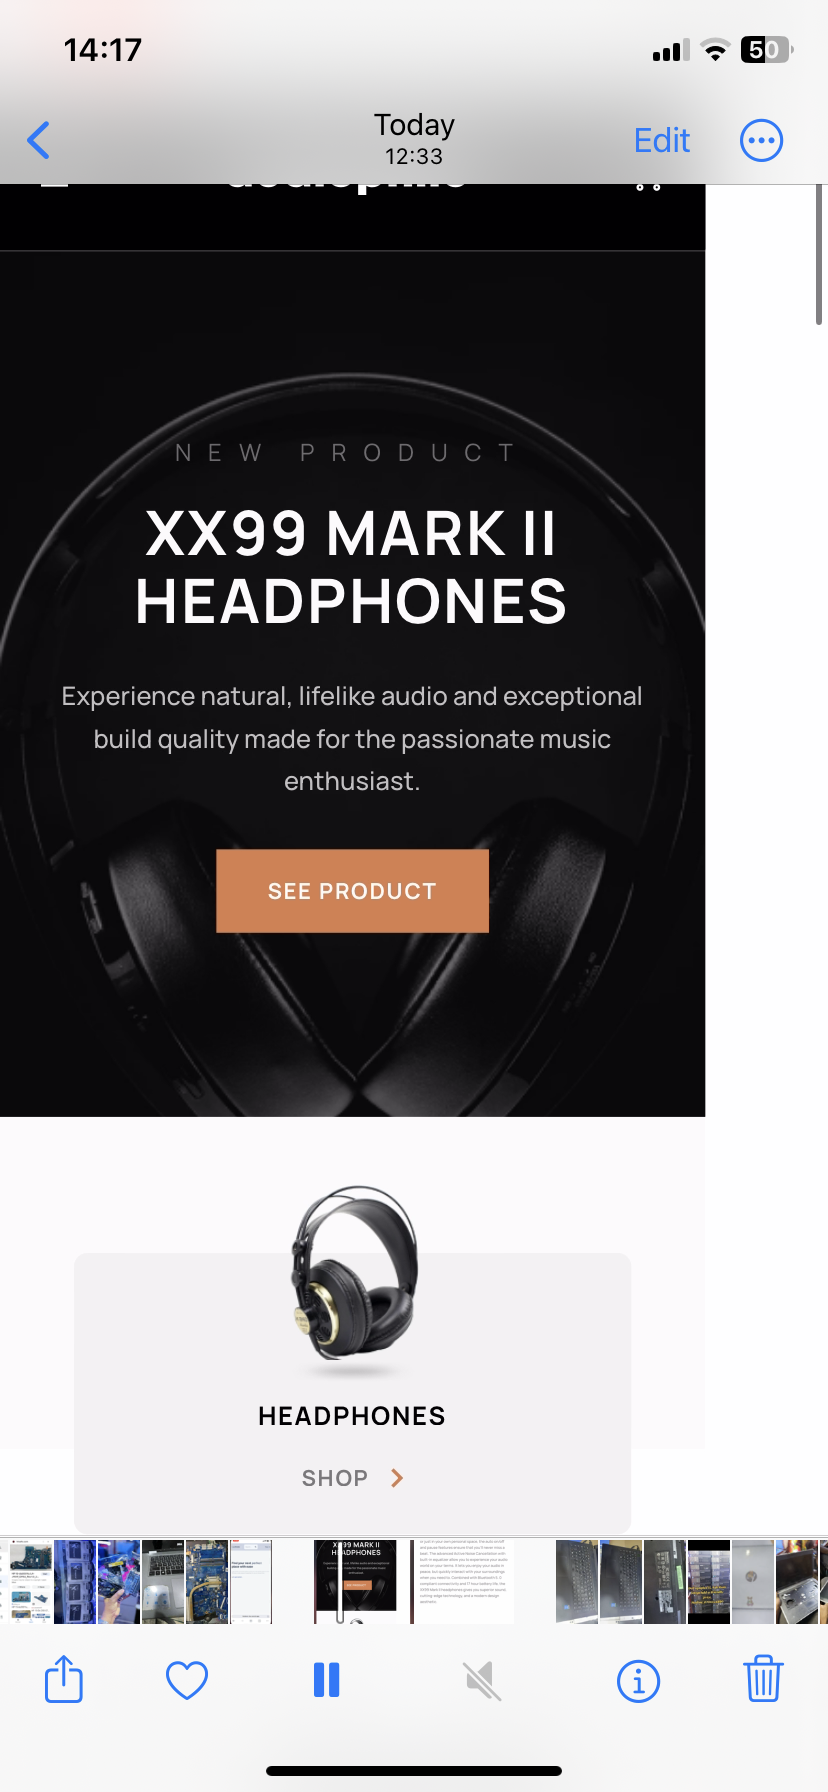 14:17
50
Today
12:33
Edit
audiophile
NEW PRODUCT
XX99 MARK II
HEADPHONES
Experience natural, lifelike audio and exceptional
build quality made for the passionate music
enthusiast.
SEE PRODUCT
HEADPHONES
SHOP